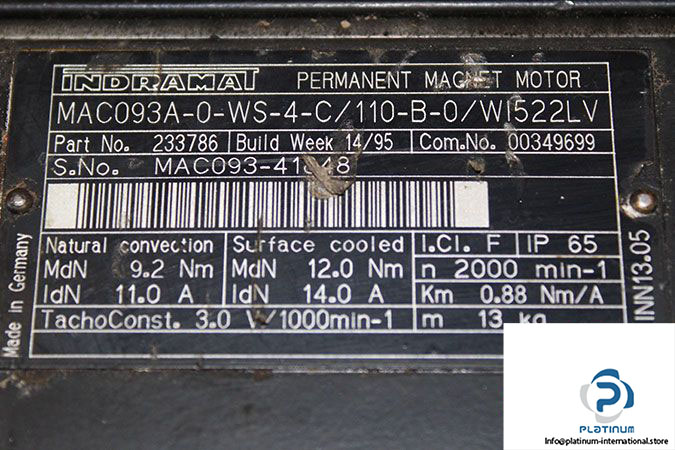 INDRAMAT PERMANENT MAGNET MOTOR
MAC093A-0-WS-4-C/110-B-0/WI522LV
Part No. 233786 Build Week 14/95 Com.No. 00349699
S.No. MAC093-
Natural convection Surface cooled I.Cl. F IP 65
MdN 9.2 Nm MdN 12.0 Nm n 2000 min-1
IdN 11.0 A IdN 14.0 A Km 0.88 Nm/A
TachoConst. 3.0 V/1000min-1 m 13 kg
Made in Germany
INN13.05
PLATINUM
Info@platinum-international.store